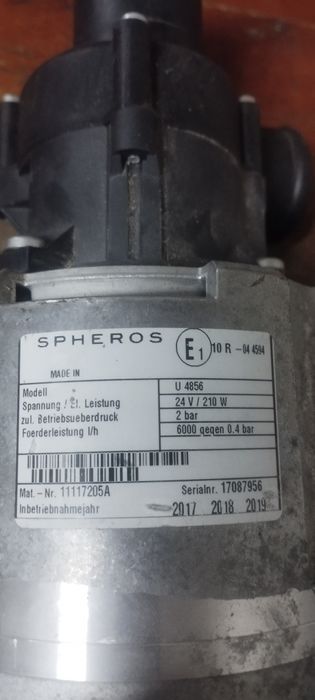 SPHEROS E1 10 R - 04 4594
MADE IN
Modell U 4856
Spannung / El. Leistung 24 V / 210 W
zul. Betriebsueberdruck 2 bar
Foerderleistung l/h 6000 gegen 0.4 bar
Mat. - Nr. 11117205A Serialnr. 17087956
Inbetriebnahmejahr 2017 2018 2019